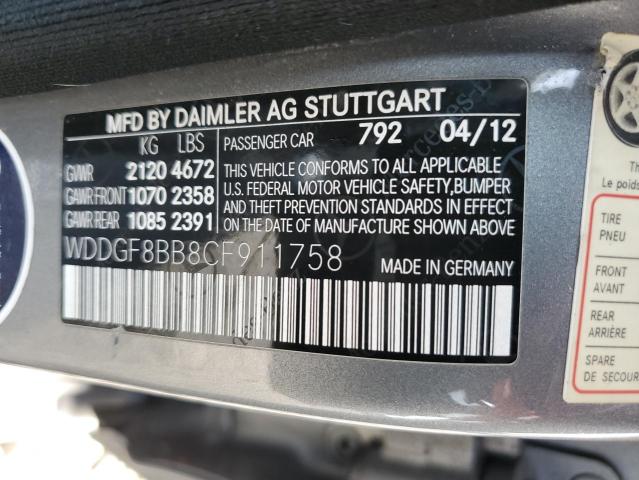 MFD BY DAIMLER AG STUTTGART
KG LBS
GVWR 2120 4672
GAWR FRONT 1070 2358
GAWR REAR 1085 2391
PASSENGER CAR 792 04/12
THIS VEHICLE CONFORMS TO ALL APPLICABLE
U.S. FEDERAL MOTOR VEHICLE SAFETY,BUMPER
AND THEFT PREVENTION STANDARDS IN EFFECT
ON DATE OF MANUFACTURE SHOWN ABOVE
WDDGF8BB8CF911758
MADE IN GERMANY
Le poids
TIRE
PNEU
FRONT
AVANT
REAR
ARRIÈRE
SPARE
DE SECOUR